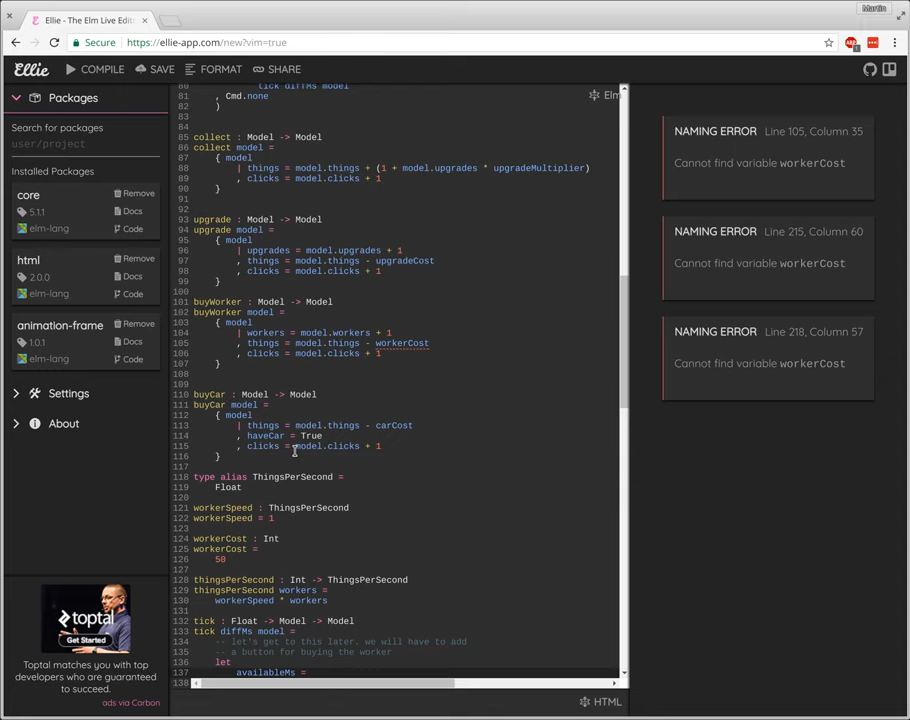 Martin
Ellie - The Elm Live Edit
Secure https://ellie-app.com/new?vim=true
Ellie COMPILE SAVE FORMAT SHARE
Packages
Search for packages
user/project
Installed Packages
core Remove
5.1.1 Docs
elm-lang Code
html Remove
2.0.0 Docs
elm-lang Code
animation-frame Remove
1.0.1 Docs
elm-lang Code
Settings
About
toptal
Get Started
Toptal matches you with top
developers who are guaranteed
to succeed.
ads via Carbon
Elm
80 tick diffMs model
81 , Cmd.none
82 )
83
84
85 collect : Model -> Model
86 collect model =
87 { model
88 | things = model.things + (1 + model.upgrades * upgradeMultiplier)
89 , clicks = model.clicks + 1
90 }
91
92
93 upgrade : Model -> Model
94 upgrade model =
95 { model
96 | upgrades = model.upgrades + 1
97 , things = model.things - upgradeCost
98 , clicks = model.clicks + 1
99 }
100
101 buyWorker : Model -> Model
102 buyWorker model =
103 { model
104 | workers = model.workers + 1
105 , things = model.things - workerCost
106 , clicks = model.clicks + 1
107 }
108
109
110 buyCar : Model -> Model
111 buyCar model =
112 { model
113 | things = model.things - carCost
114 , haveCar = True
115 , clicks = model.clicks + 1
116 }
117
118 type alias ThingsPerSecond =
119 Float
120
121 workerSpeed : ThingsPerSecond
122 workerSpeed = 1
123
124 workerCost : Int
125 workerCost =
126 50
127
128 thingsPerSecond : Int -> ThingsPerSecond
129 thingsPerSecond workers =
130 workerSpeed * workers
131
132 tick : Float -> Model -> Model
133 tick diffMs model =
134 -- let's get to this later. we will have to add
135 -- a button for buying the worker
136 let
137 availableMs =
138
HTML
NAMING ERROR Line 105, Column 35
Cannot find variable workerCost
NAMING ERROR Line 215, Column 60
Cannot find variable workerCost
NAMING ERROR Line 218, Column 57
Cannot find variable workerCost